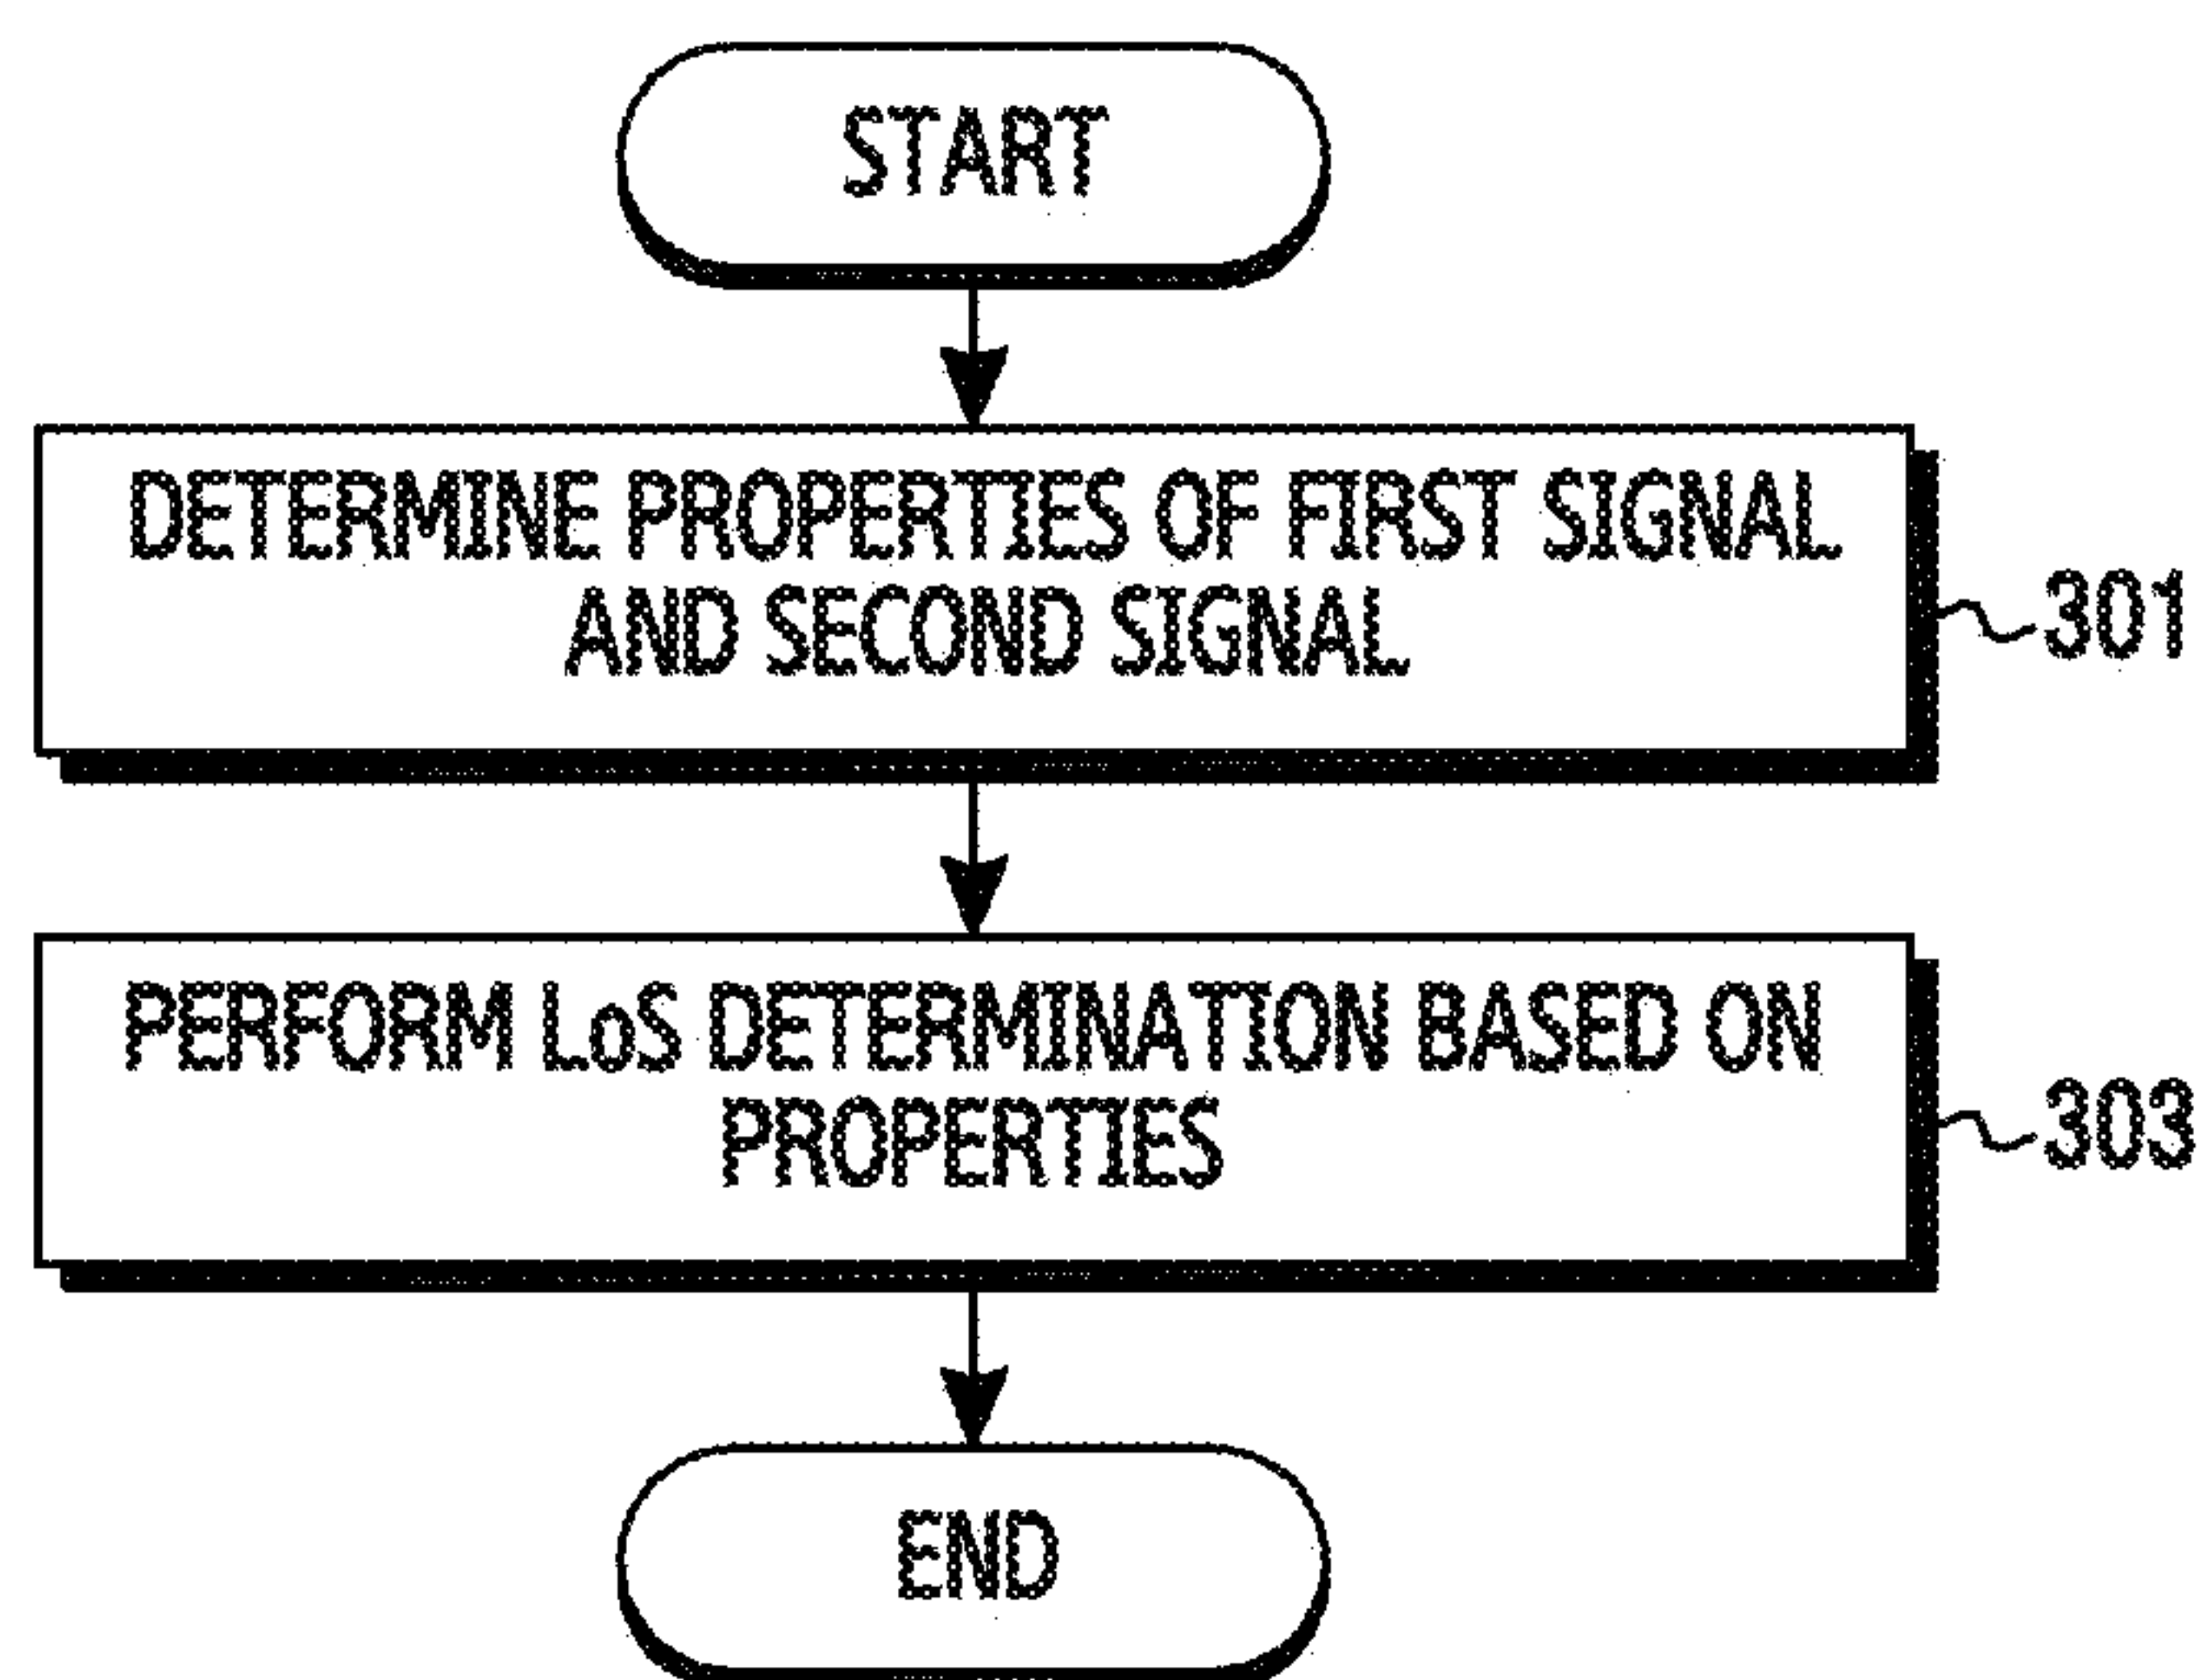 START
DETERMINE PROPERTIES OF FIRST SIGNAL
AND SECOND SIGNAL
301
PERFORM LoS DETERMINATION BASED ON
PROPERTIES
303
END